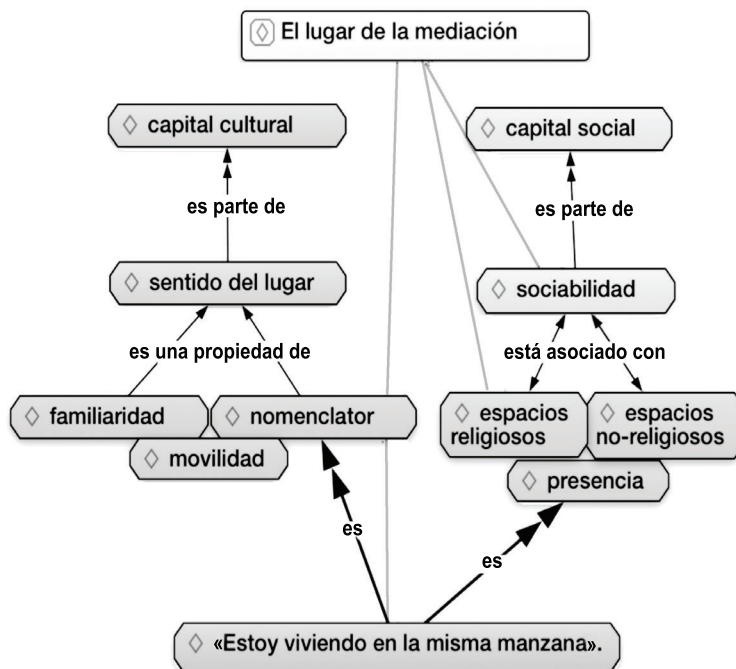 El lugar de la mediación
capital cultural
capital social
es parte de
es parte de
sentido del lugar
sociabilidad
es una propiedad de
está asociado con
familiaridad
nomenclator
espacios
religiosos
espacios
no-religiosos
movilidad
presencia
es
es
«Estoy viviendo en la misma manzana».